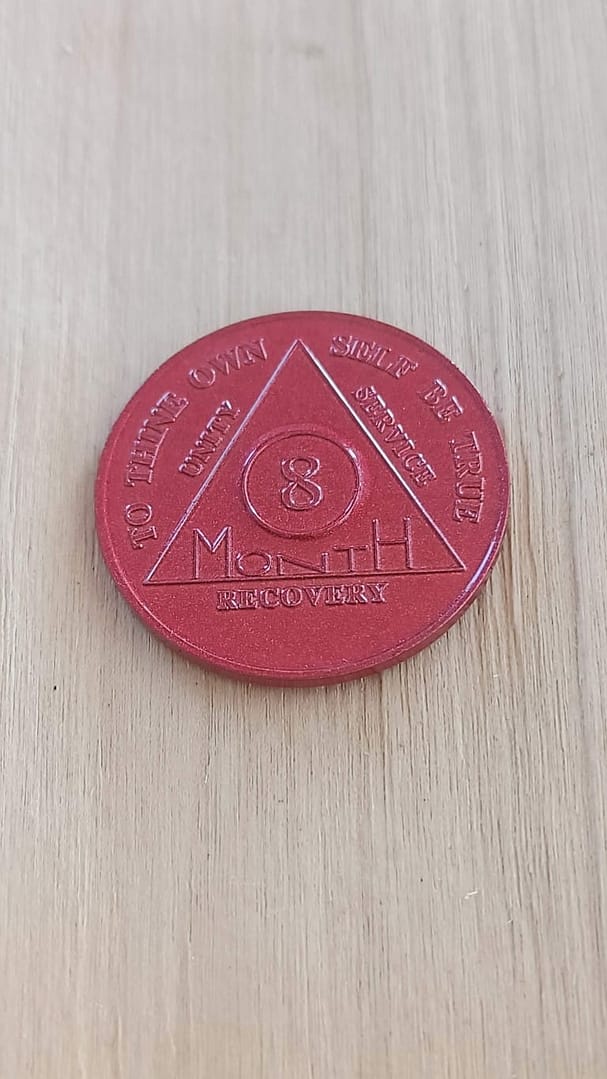 TO THINE OWN SELF BE TRUE
UNITY
SERVICE
8
MONTH
RECOVERY